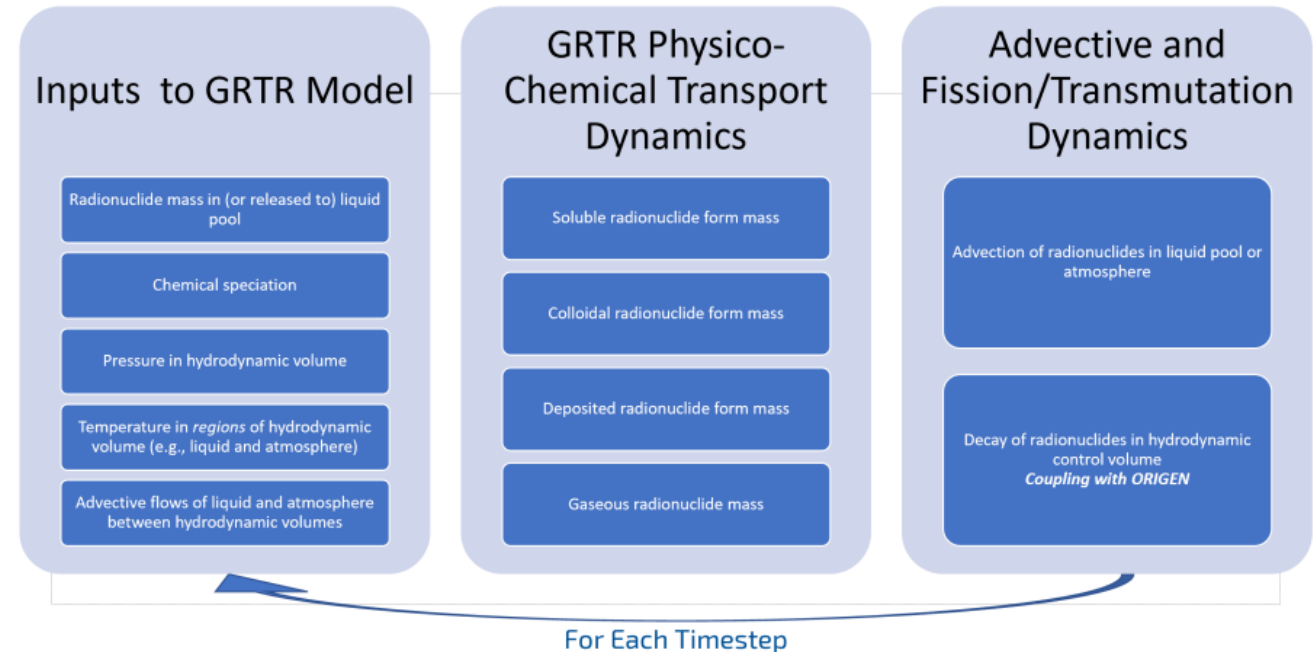 Inputs to GRTR Model
Radionuclide mass in (or released to) liquid
pool
Chemical speciation
Pressure in hydrodynamic volume
Temperature in regions of hydrodynamic
volume (e.g., liquid and atmosphere)
Advective flows of liquid and atmosphere
between hydrodynamic volumes
GRTR Physico-
Chemical Transport
Dynamics
Soluble radionuclide form mass
Colloidal radionuclide form mass
Deposited radionuclide form mass
Gaseous radionuclide mass
Advective and
Fission/Transmutation
Dynamics
Advection of radionuclides in liquid pool or
atmosphere
Decay of radionuclides in hydrodynamic
control volume
Coupling with ORIGEN
For Each Timestep